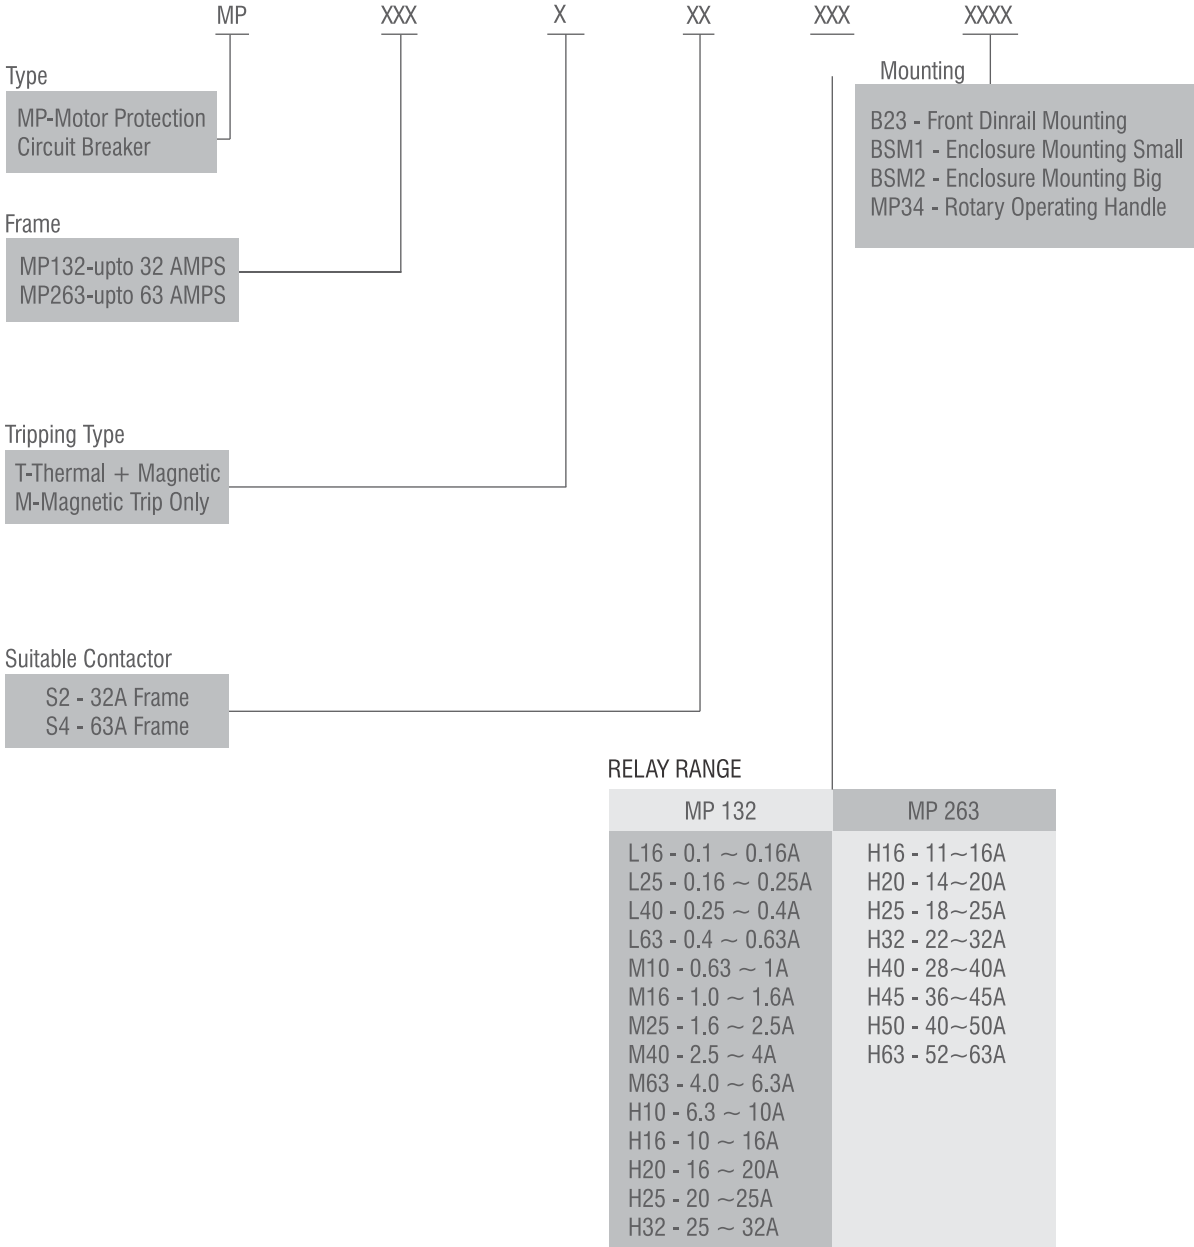 MP XXX X XX XXX XXXX
Type
MP-Motor Protection
Circuit Breaker
Mounting
B23 - Front Dinrail Mounting
BSM1 - Enclosure Mounting Small
BSM2 - Enclosure Mounting Big
MP34 - Rotary Operating Handle
Frame
MP132-upto 32 AMPS
MP263-upto 63 AMPS
Tripping Type
T-Thermal + Magnetic
M-Magnetic Trip Only
Suitable Contactor
S2 - 32A Frame
S4 - 63A Frame
RELAY RANGE
MP 132
L16 - 0.1 ~ 0.16A
L25 - 0.16 ~ 0.25A
L40 - 0.25 ~ 0.4A
L63 - 0.4 ~ 0.63A
M10 - 0.63 ~ 1A
M16 - 1.0 ~ 1.6A
M25 - 1.6 ~ 2.5A
M40 - 2.5 ~ 4A
M63 - 4.0 ~ 6.3A
H10 - 6.3 ~ 10A
H16 - 10 ~ 16A
H20 - 16 ~ 20A
H25 - 20 ~25A
H32 - 25 ~ 32A
MP 263
H16 - 11~16A
H20 - 14~20A
H25 - 18~25A
H32 - 22~32A
H40 - 28~40A
H45 - 36~45A
H50 - 40~50A
H63 - 52~63A